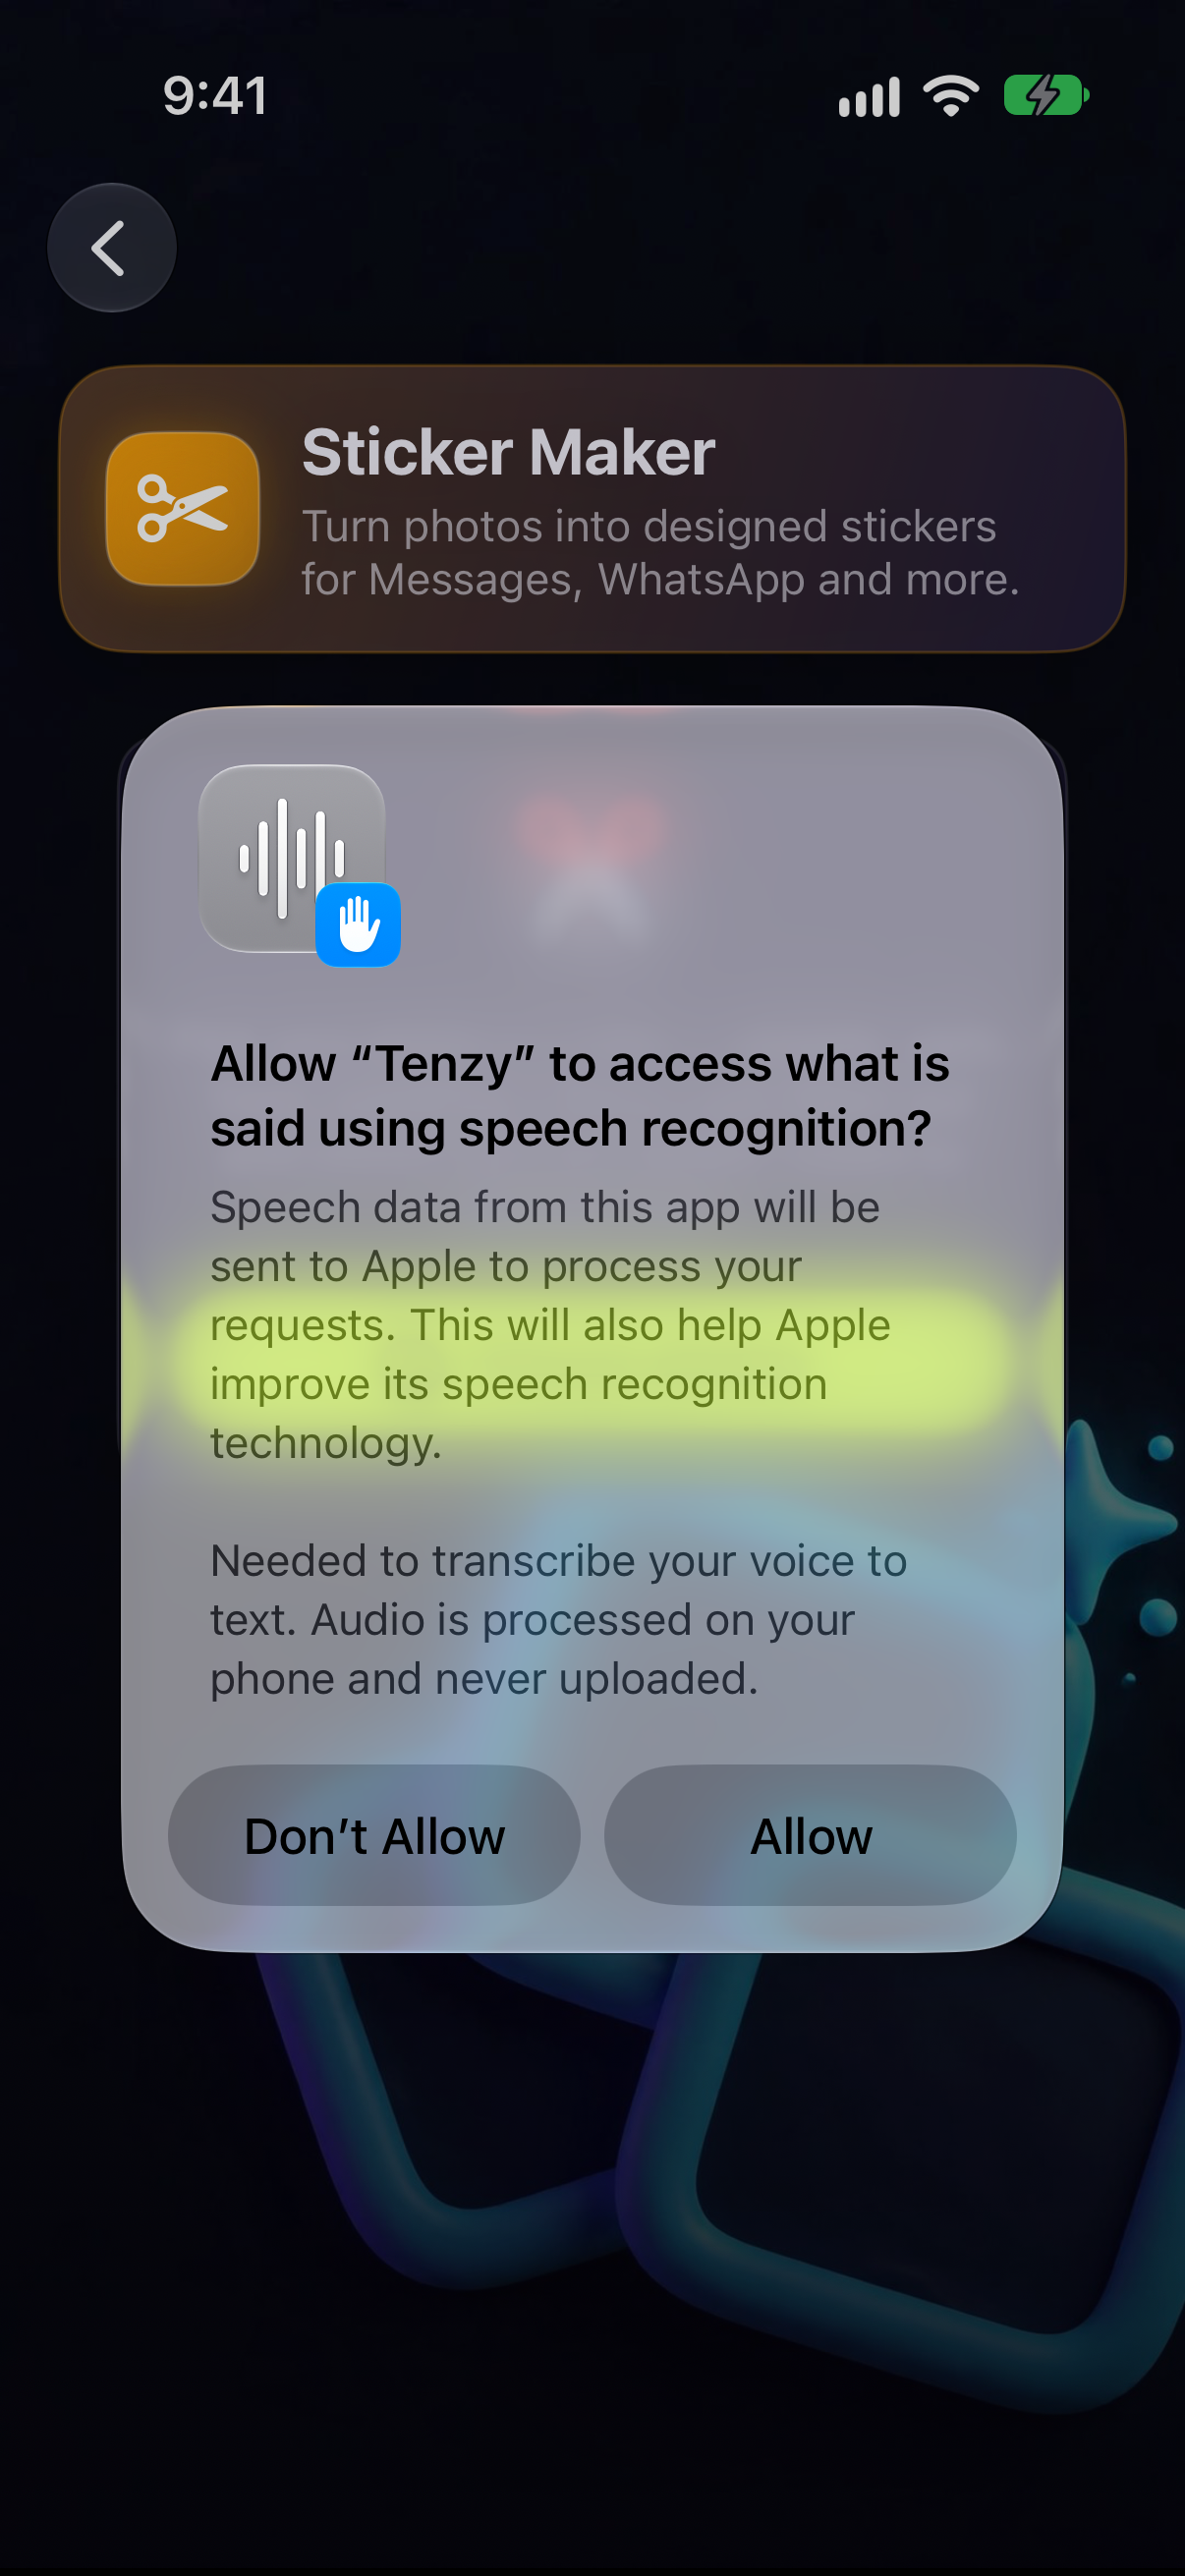 9:41
Sticker Maker
Turn photos into designed stickers
for Messages, WhatsApp and more.
Allow “Tenzy” to access what is
said using speech recognition?
Speech data from this app will be
sent to Apple to process your
requests. This will also help Apple
improve its speech recognition
technology.
Needed to transcribe your voice to
text. Audio is processed on your
phone and never uploaded.
Don’t Allow
Allow